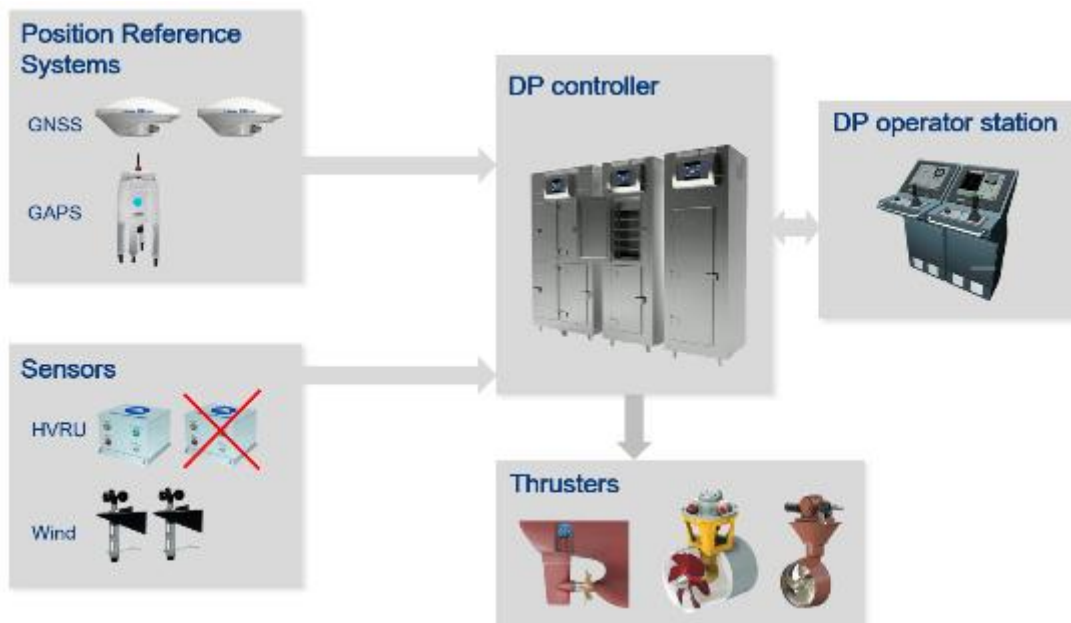 Position Reference
Systems
GNSS
GAPS
DP controller
DP operator station
Sensors
HVRU
Wind
Thrusters